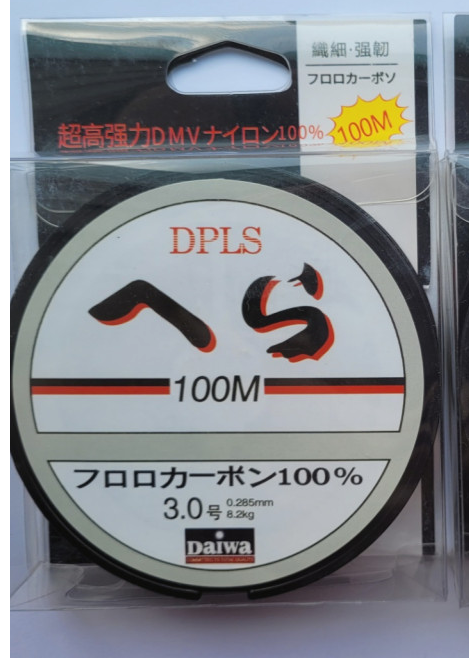 繊細·强韧
フロロカーボソ
超高强力DMVナイロン100%
100M
DPLS
へら
100M
フロロカーボン100%
3.0号 0.285mm
8.2kg
Daiwa